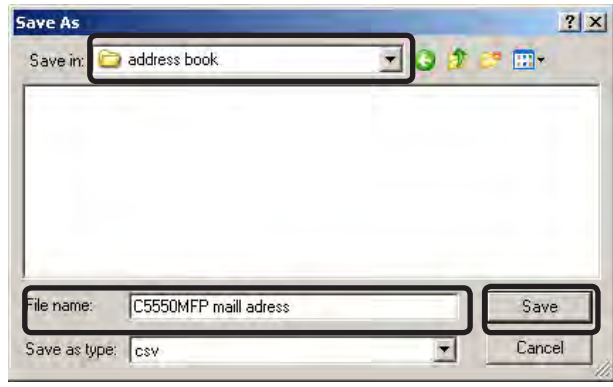 Save As
Save in: address book
File name: C5550MFP maill adress
Save
Save as type: csv
Cancel